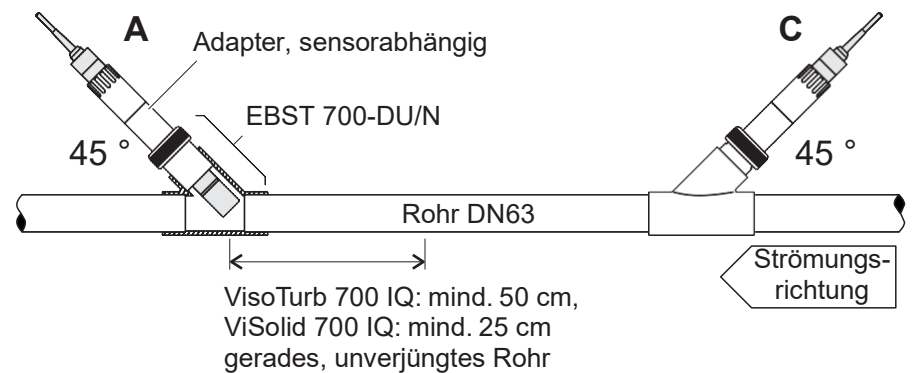 A
C
Adapter, sensorabhängig
EBST 700-DU/N
45 °
45 °
Rohr DN63
Strömungs-
richtung
VisoTurb 700 IQ: mind. 50 cm,
ViSolid 700 IQ: mind. 25 cm
gerades, unverjüngtes Rohr